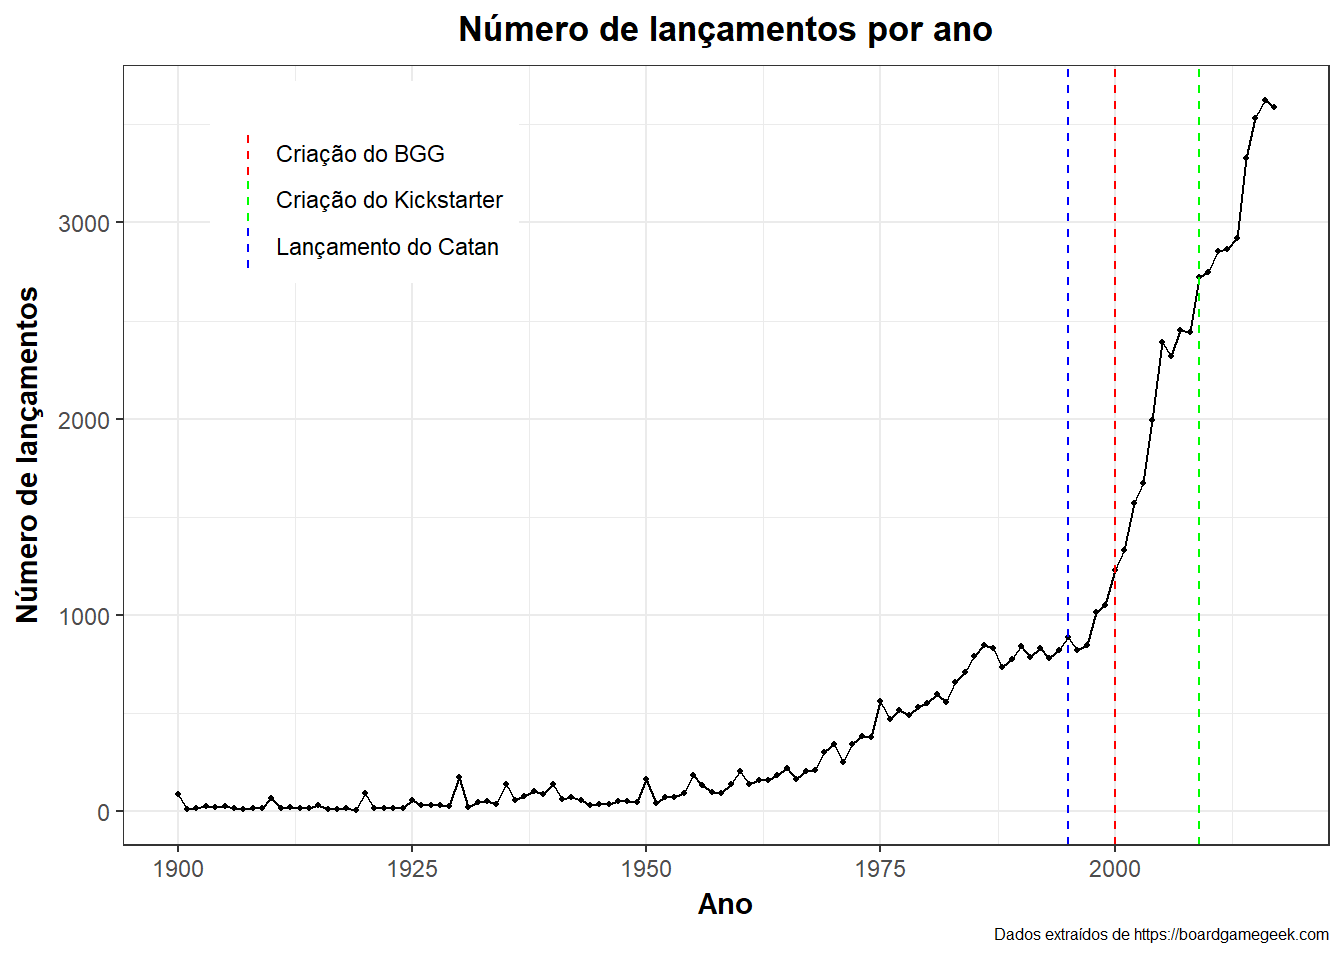 Número de lançamentos por ano
Criação do BGG
Criação do Kickstarter
Lançamento do Catan
Número de lançamentos
3000
2000
1000
0
1900 1925 1950 1975 2000
Ano
Dados extraídos de https://boardgamegeek.com